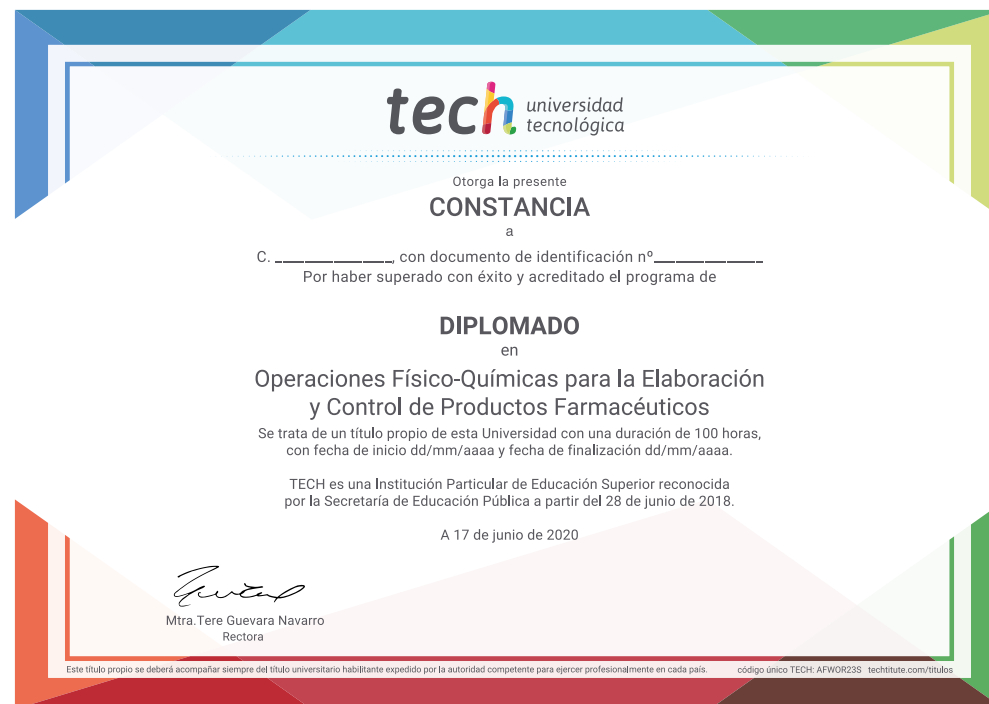 tech universidad
tecnológica
Otorga la presente
CONSTANCIA
a
C. ______________, con documento de identificación nº_____________
Por haber superado con éxito y acreditado el programa de
DIPLOMADO
en
Operaciones Físico-Químicas para la Elaboración
y Control de Productos Farmacéuticos
Se trata de un título propio de esta Universidad con una duración de 100 horas,
con fecha de inicio dd/mm/aaaa y fecha de finalización dd/mm/aaaa.
TECH es una Institución Particular de Educación Superior reconocida
por la Secretaría de Educación Pública a partir del 28 de junio de 2018.
A 17 de junio de 2020
Mtra.Tere Guevara Navarro
Rectora
Este título propio se deberá acompañar siempre del título universitario habilitante expedido por la autoridad competente para ejercer profesionalmente en cada país. código único TECH: AFWOR23S techtitute.com/titulos